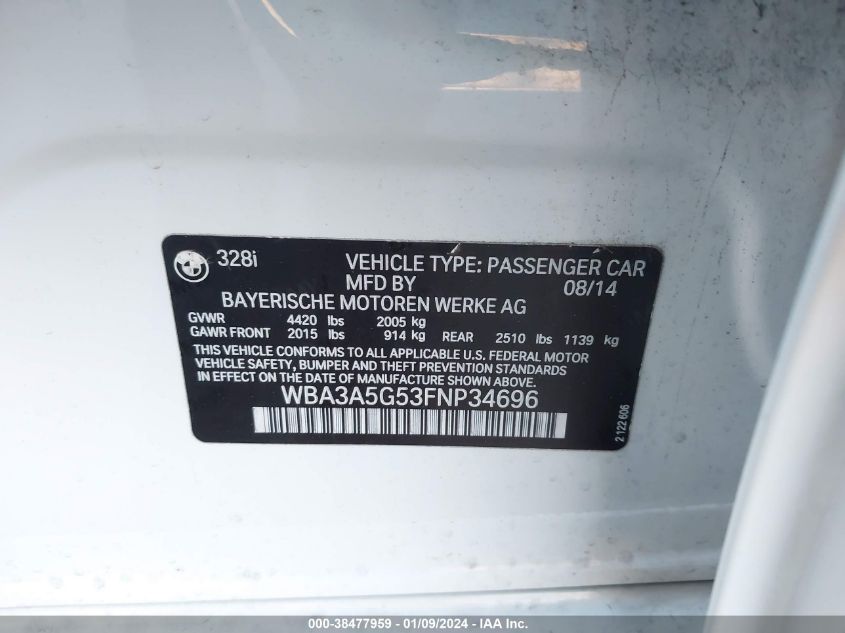 328i VEHICLE TYPE: PASSENGER CAR
MFD BY 08/14
BAYERISCHE MOTOREN WERKE AG
GVWR 4420 lbs 2005 kg
GAWR FRONT 2015 lbs 914 kg REAR 2510 lbs 1139 kg
THIS VEHICLE CONFORMS TO ALL APPLICABLE U.S. FEDERAL MOTOR
VEHICLE SAFETY, BUMPER AND THEFT PREVENTION STANDARDS
IN EFFECT ON THE DATE OF MANUFACTURE SHOWN ABOVE.
WBA3A5G53FNP34696
2 122 606
000-38477959 - 01/09/2024 - IAA Inc.